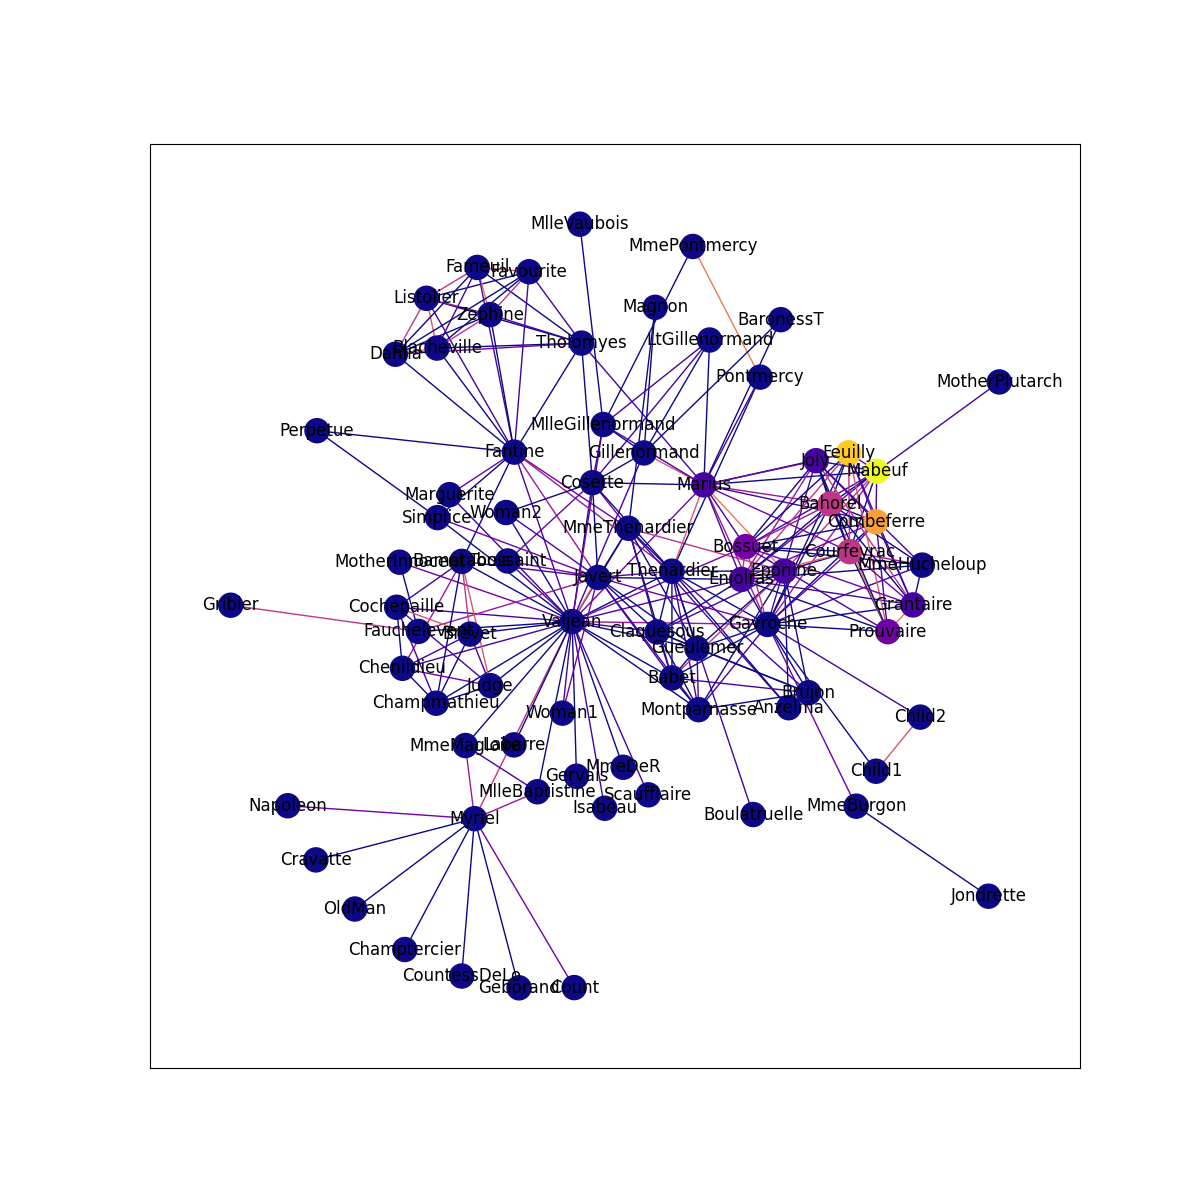 MlleVaubois
MmePontmercy
Fameuil
Favourite
Listolier
Magnon
Zephine
BaronessT
Tholomyes
LtGillenormand
Blacheville
Dahlia
Pontmercy
MotherPlutarch
MlleGillenormand
Perpetue
Fantine
Gillenormand
Feuilly
Joly
Mabeuf
Cosette
Marius
Marguerite
Bahorel
Woman2
Simplice
Combeferre
MmeThenardier
Bossuet
Courfeyrac
MotherInnocent
Bamatabois
Toussaint
MmeHucheloup
Thenardier
Eponine
Javert
Enjolras
Gribier
Cochepaille
Grantaire
Valjean
Gavroche
Fauchelevent
Brevet
Claquesous
Prouvaire
Gueulemer
Chenildieu
Babet
Judge
Brujon
Champmathieu
Woman1
Montparnasse
Anzelma
Child2
MmeMagloire
Labarre
MmeDeR
Child1
Gervais
MlleBaptistine
Scaufflaire
Isabeau
Napoleon
MmeBurgon
Boulatruelle
Myriel
Cravatte
Jondrette
OldMan
Champtercier
CountessDeLo
Geborand
Count